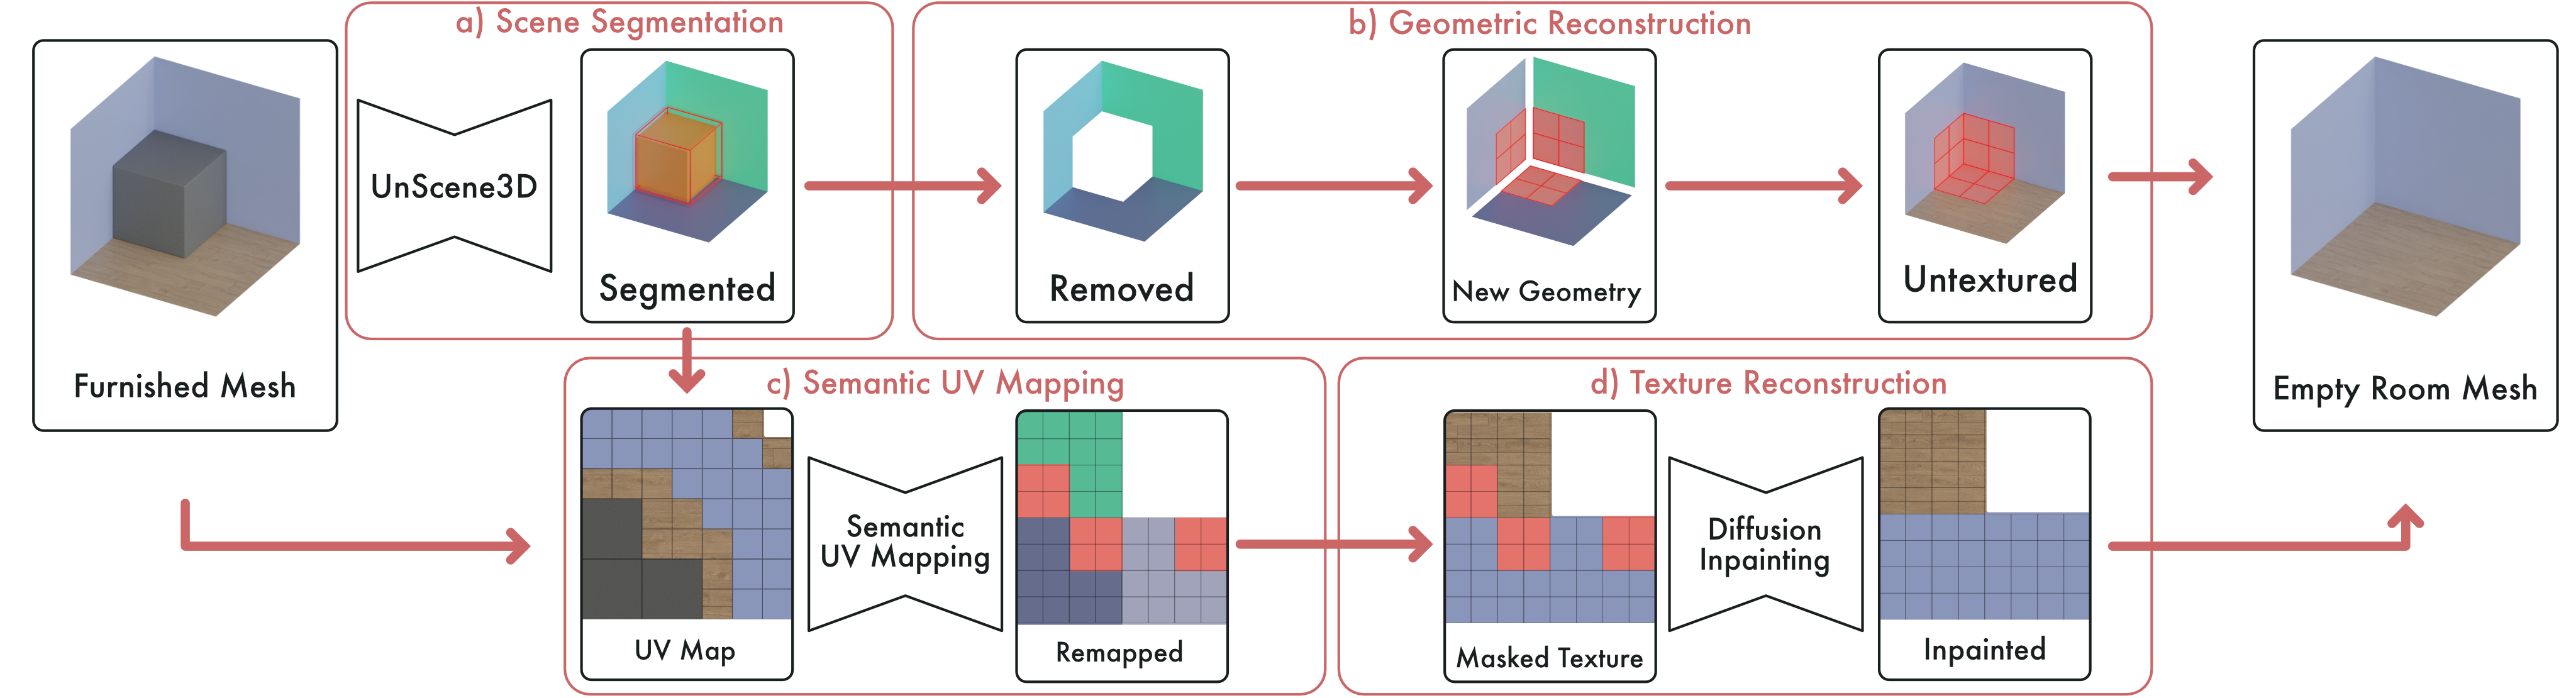 a) Scene Segmentation
b) Geometric Reconstruction
UnScene3D
Segmented
Removed
New Geometry
Untextured
Furnished Mesh
Empty Room Mesh
c) Semantic UV Mapping
d) Texture Reconstruction
Semantic
UV Mapping
Diffusion
Inpainting
UV Map
Remapped
Masked Texture
Inpainted